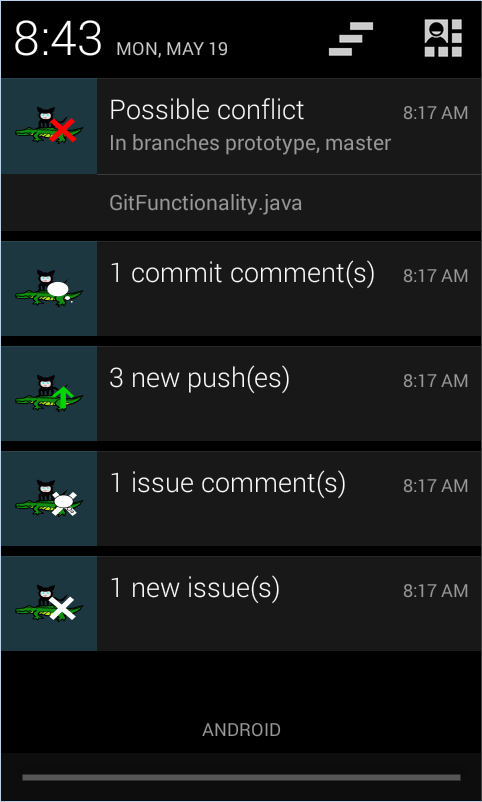 8:43 MON, MAY 19
Possible conflict 8:17 AM
In branches prototype, master
GitFunctionality.java
1 commit comment(s) 8:17 AM
3 new push(es) 8:17 AM
1 issue comment(s) 8:17 AM
1 new issue(s) 8:17 AM
ANDROID